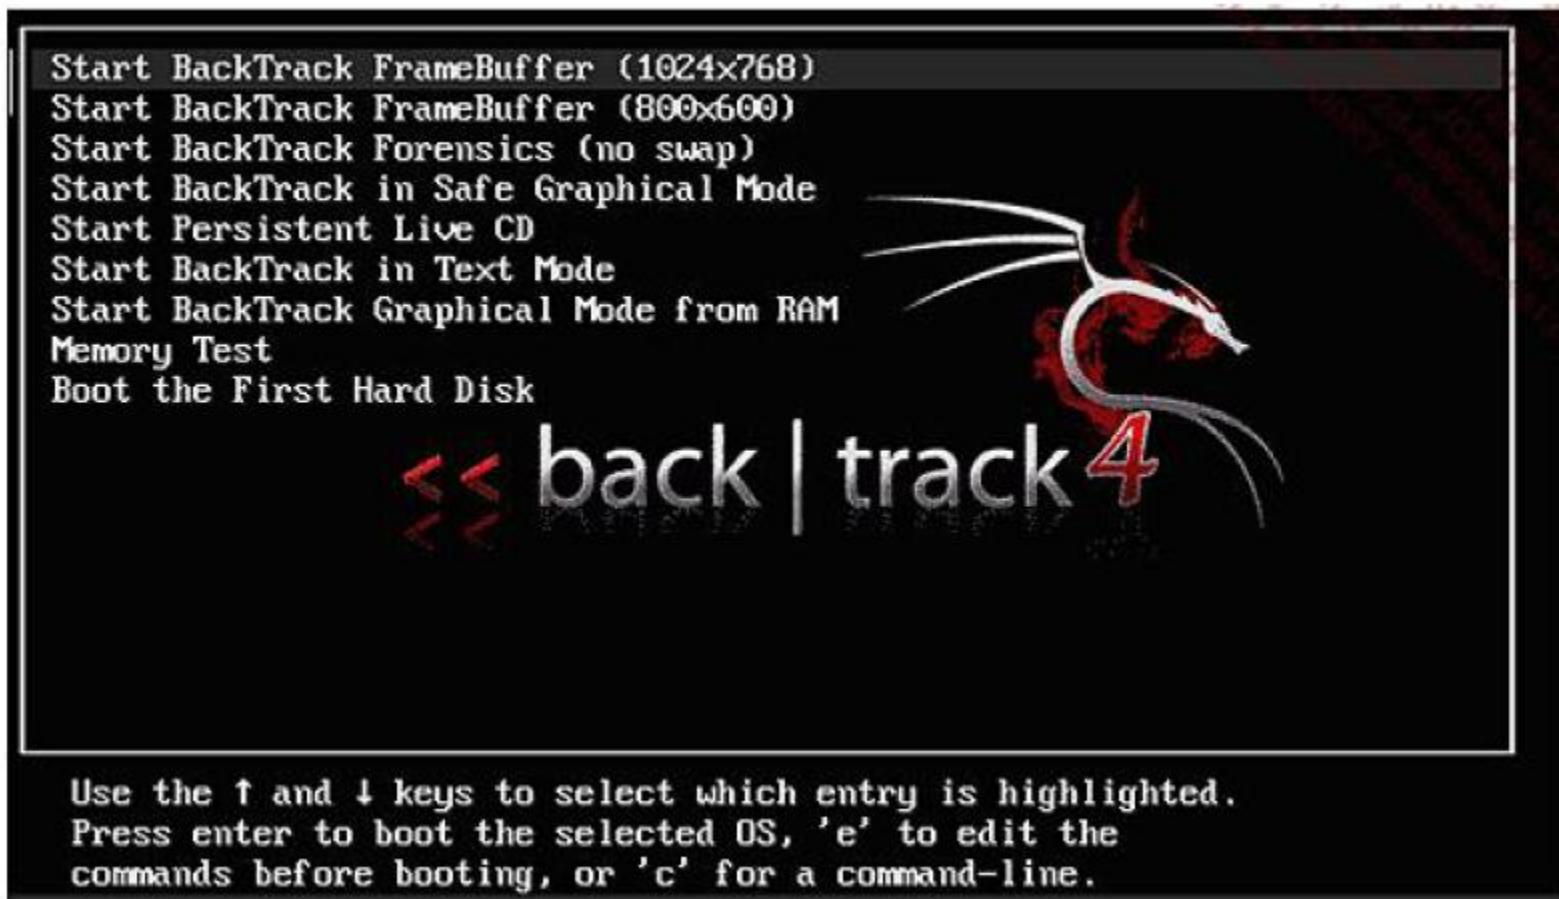 Start BackTrack FrameBuffer (1024x768)
Start BackTrack FrameBuffer (800x600)
Start BackTrack Forensics (no swap)
Start BackTrack in Safe Graphical Mode
Start Persistent Live CD
Start BackTrack in Text Mode
Start BackTrack Graphical Mode from RAM
Memory Test
Boot the First Hard Disk
<< back | track 4
Use the ↑ and ↓ keys to select which entry is highlighted.
Press enter to boot the selected OS, 'e' to edit the
commands before booting, or 'c' for a command-line.